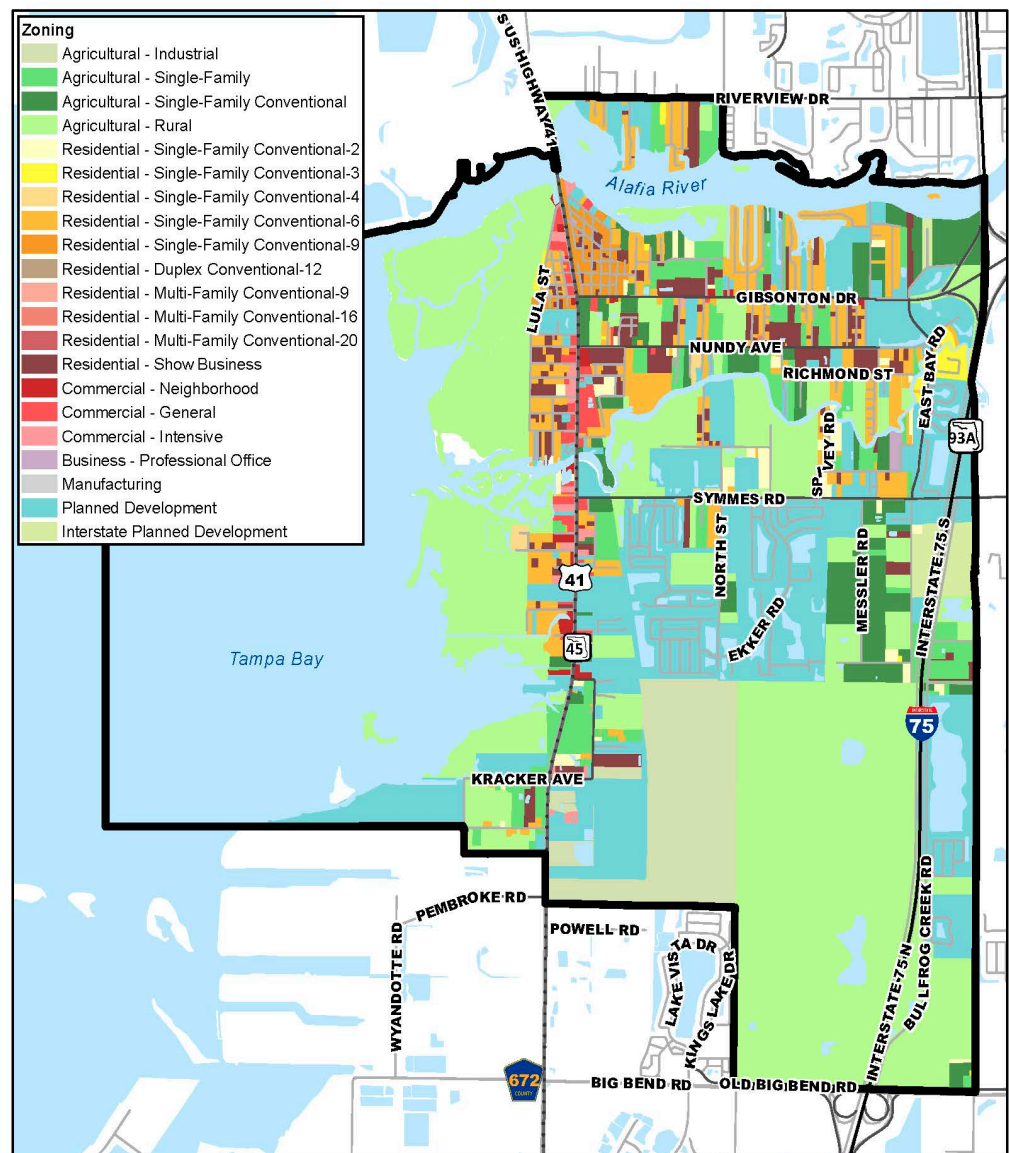 Zoning
Agricultural - Industrial
Agricultural - Single-Family
Agricultural - Single-Family Conventional
Agricultural - Rural
Residential - Single-Family Conventional-2
Residential - Single-Family Conventional-3
Residential - Single-Family Conventional-4
Residential - Single-Family Conventional-6
Residential - Single-Family Conventional-9
Residential - Duplex Conventional-12
Residential - Multi-Family Conventional-9
Residential - Multi-Family Conventional-16
Residential - Multi-Family Conventional-20
Residential - Show Business
Commercial - Neighborhood
Commercial - General
Commercial - Intensive
Business - Professional Office
Manufacturing
Planned Development
Interstate Planned Development
S US HIGHWAY 41
RIVERVIEW DR
Alafia River
LULA ST
GIBSONTON DR
NUNDY AVE
RICHMOND ST
EAST BAY RD
93A
SPIVEY RD
SYMMES RD
NORTH ST
MESSLER RD
INTERSTATE 75 S
41
EKKER RD
45
Tampa Bay
INTERSTATE
75
KRACKER AVE
BULLFROG CREEK RD
PEMBROKE RD
POWELL RD
WYANDOTTE RD
LAKE VISTA DR
KINGS LAKE DR
INTERSTATE 75 N
672
COUNTY
BIG BEND RD
OLD BIG BEND RD